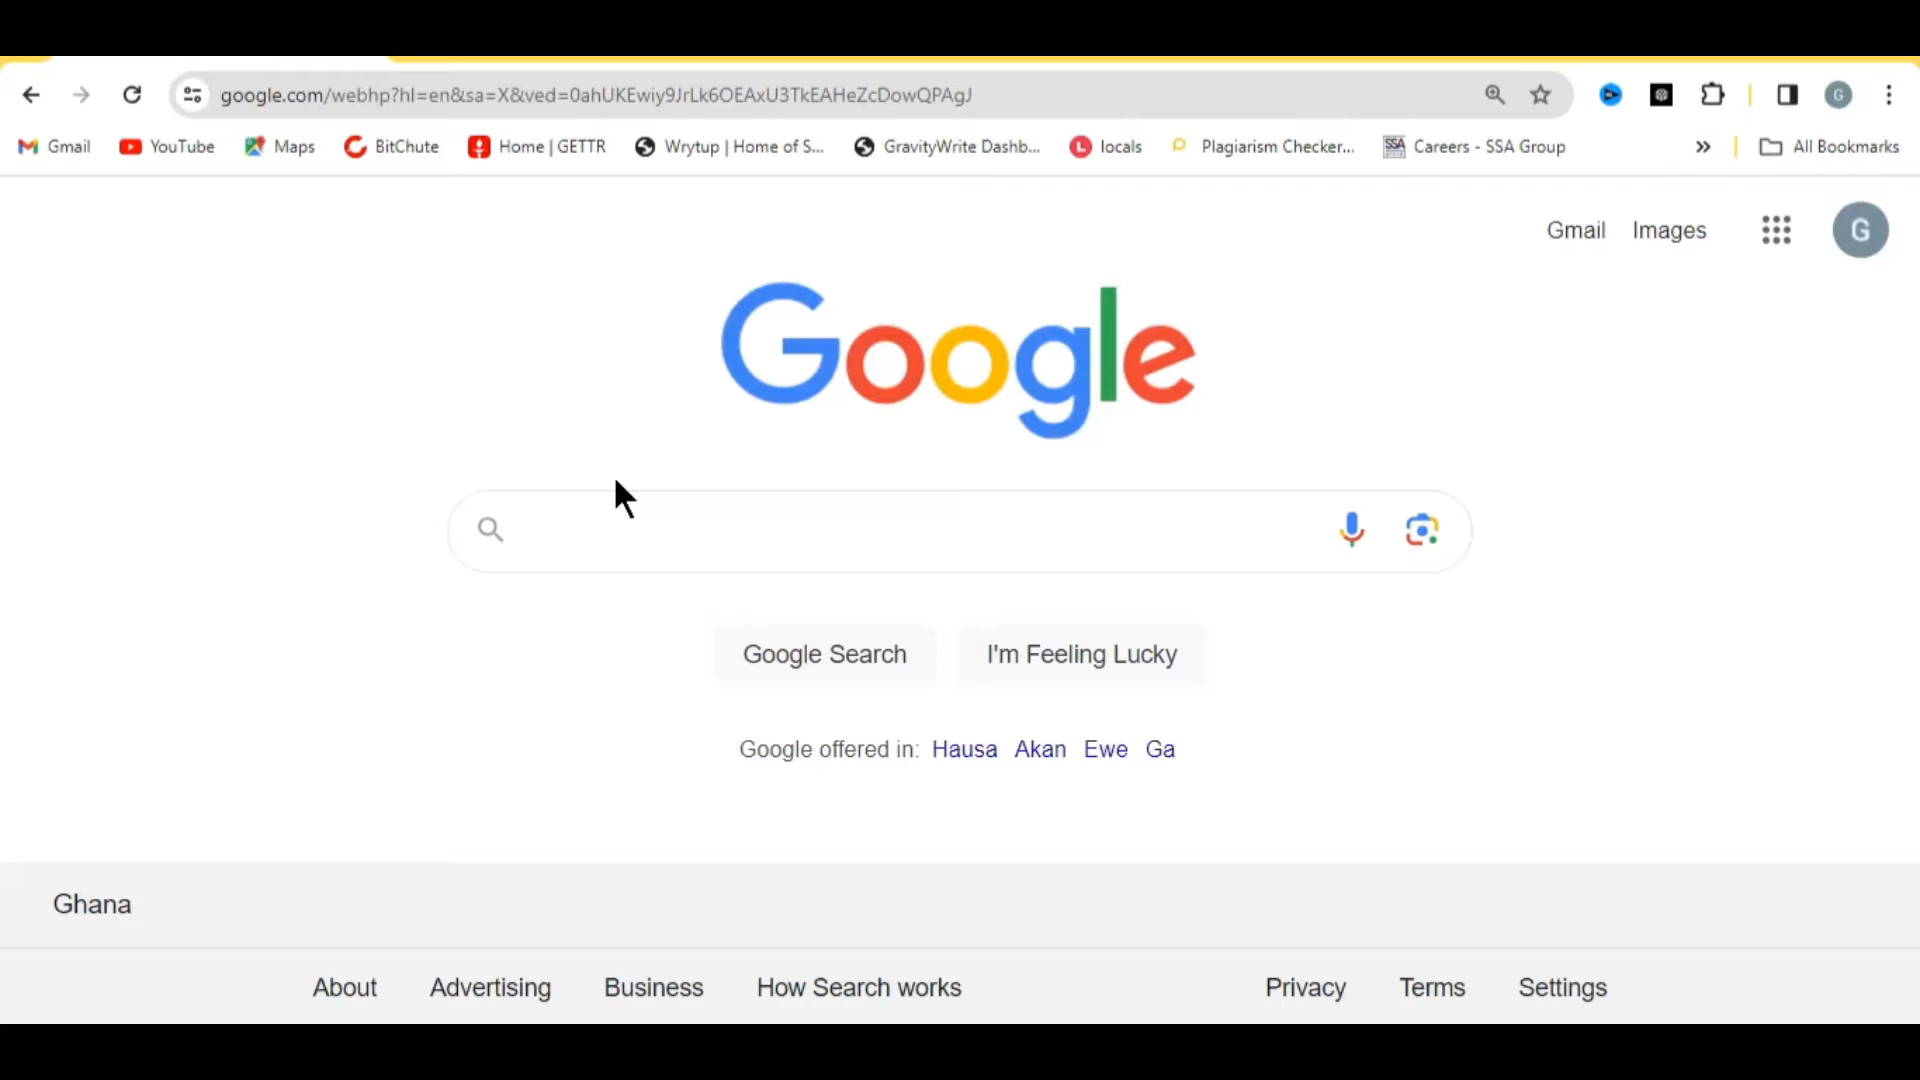 google.com/webhp?hl=en&sa=X&ved=0ahUKEwiy9JrLk6OEAxU3TkEAHeZcDowQPAgJ G
Gmail YouTube Maps BitChute Home | GETTR Wrytup | Home of S... GravityWrite Dashb... L locals Plagiarism Checker... SSA Careers - SSA Group » All Bookmarks
Gmail Images G
Google
Google Search I'm Feeling Lucky
Google offered in: Hausa Akan Ewe Ga
Ghana
About Advertising Business How Search works Privacy Terms Settings